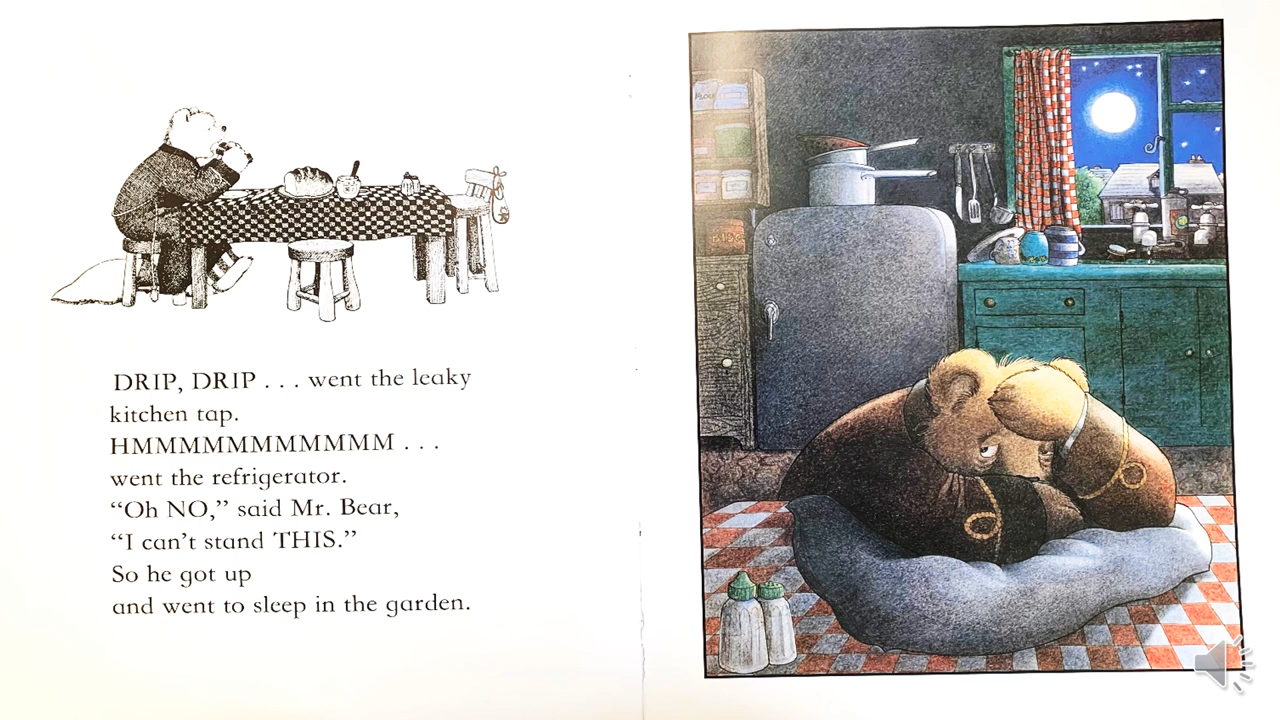 DRIP, DRIP . . . went the leaky
kitchen tap.
HMMMMMMMMMMMM . . .
went the refrigerator.
“Oh NO,” said Mr. Bear,
“I can’t stand THIS.”
So he got up
and went to sleep in the garden.